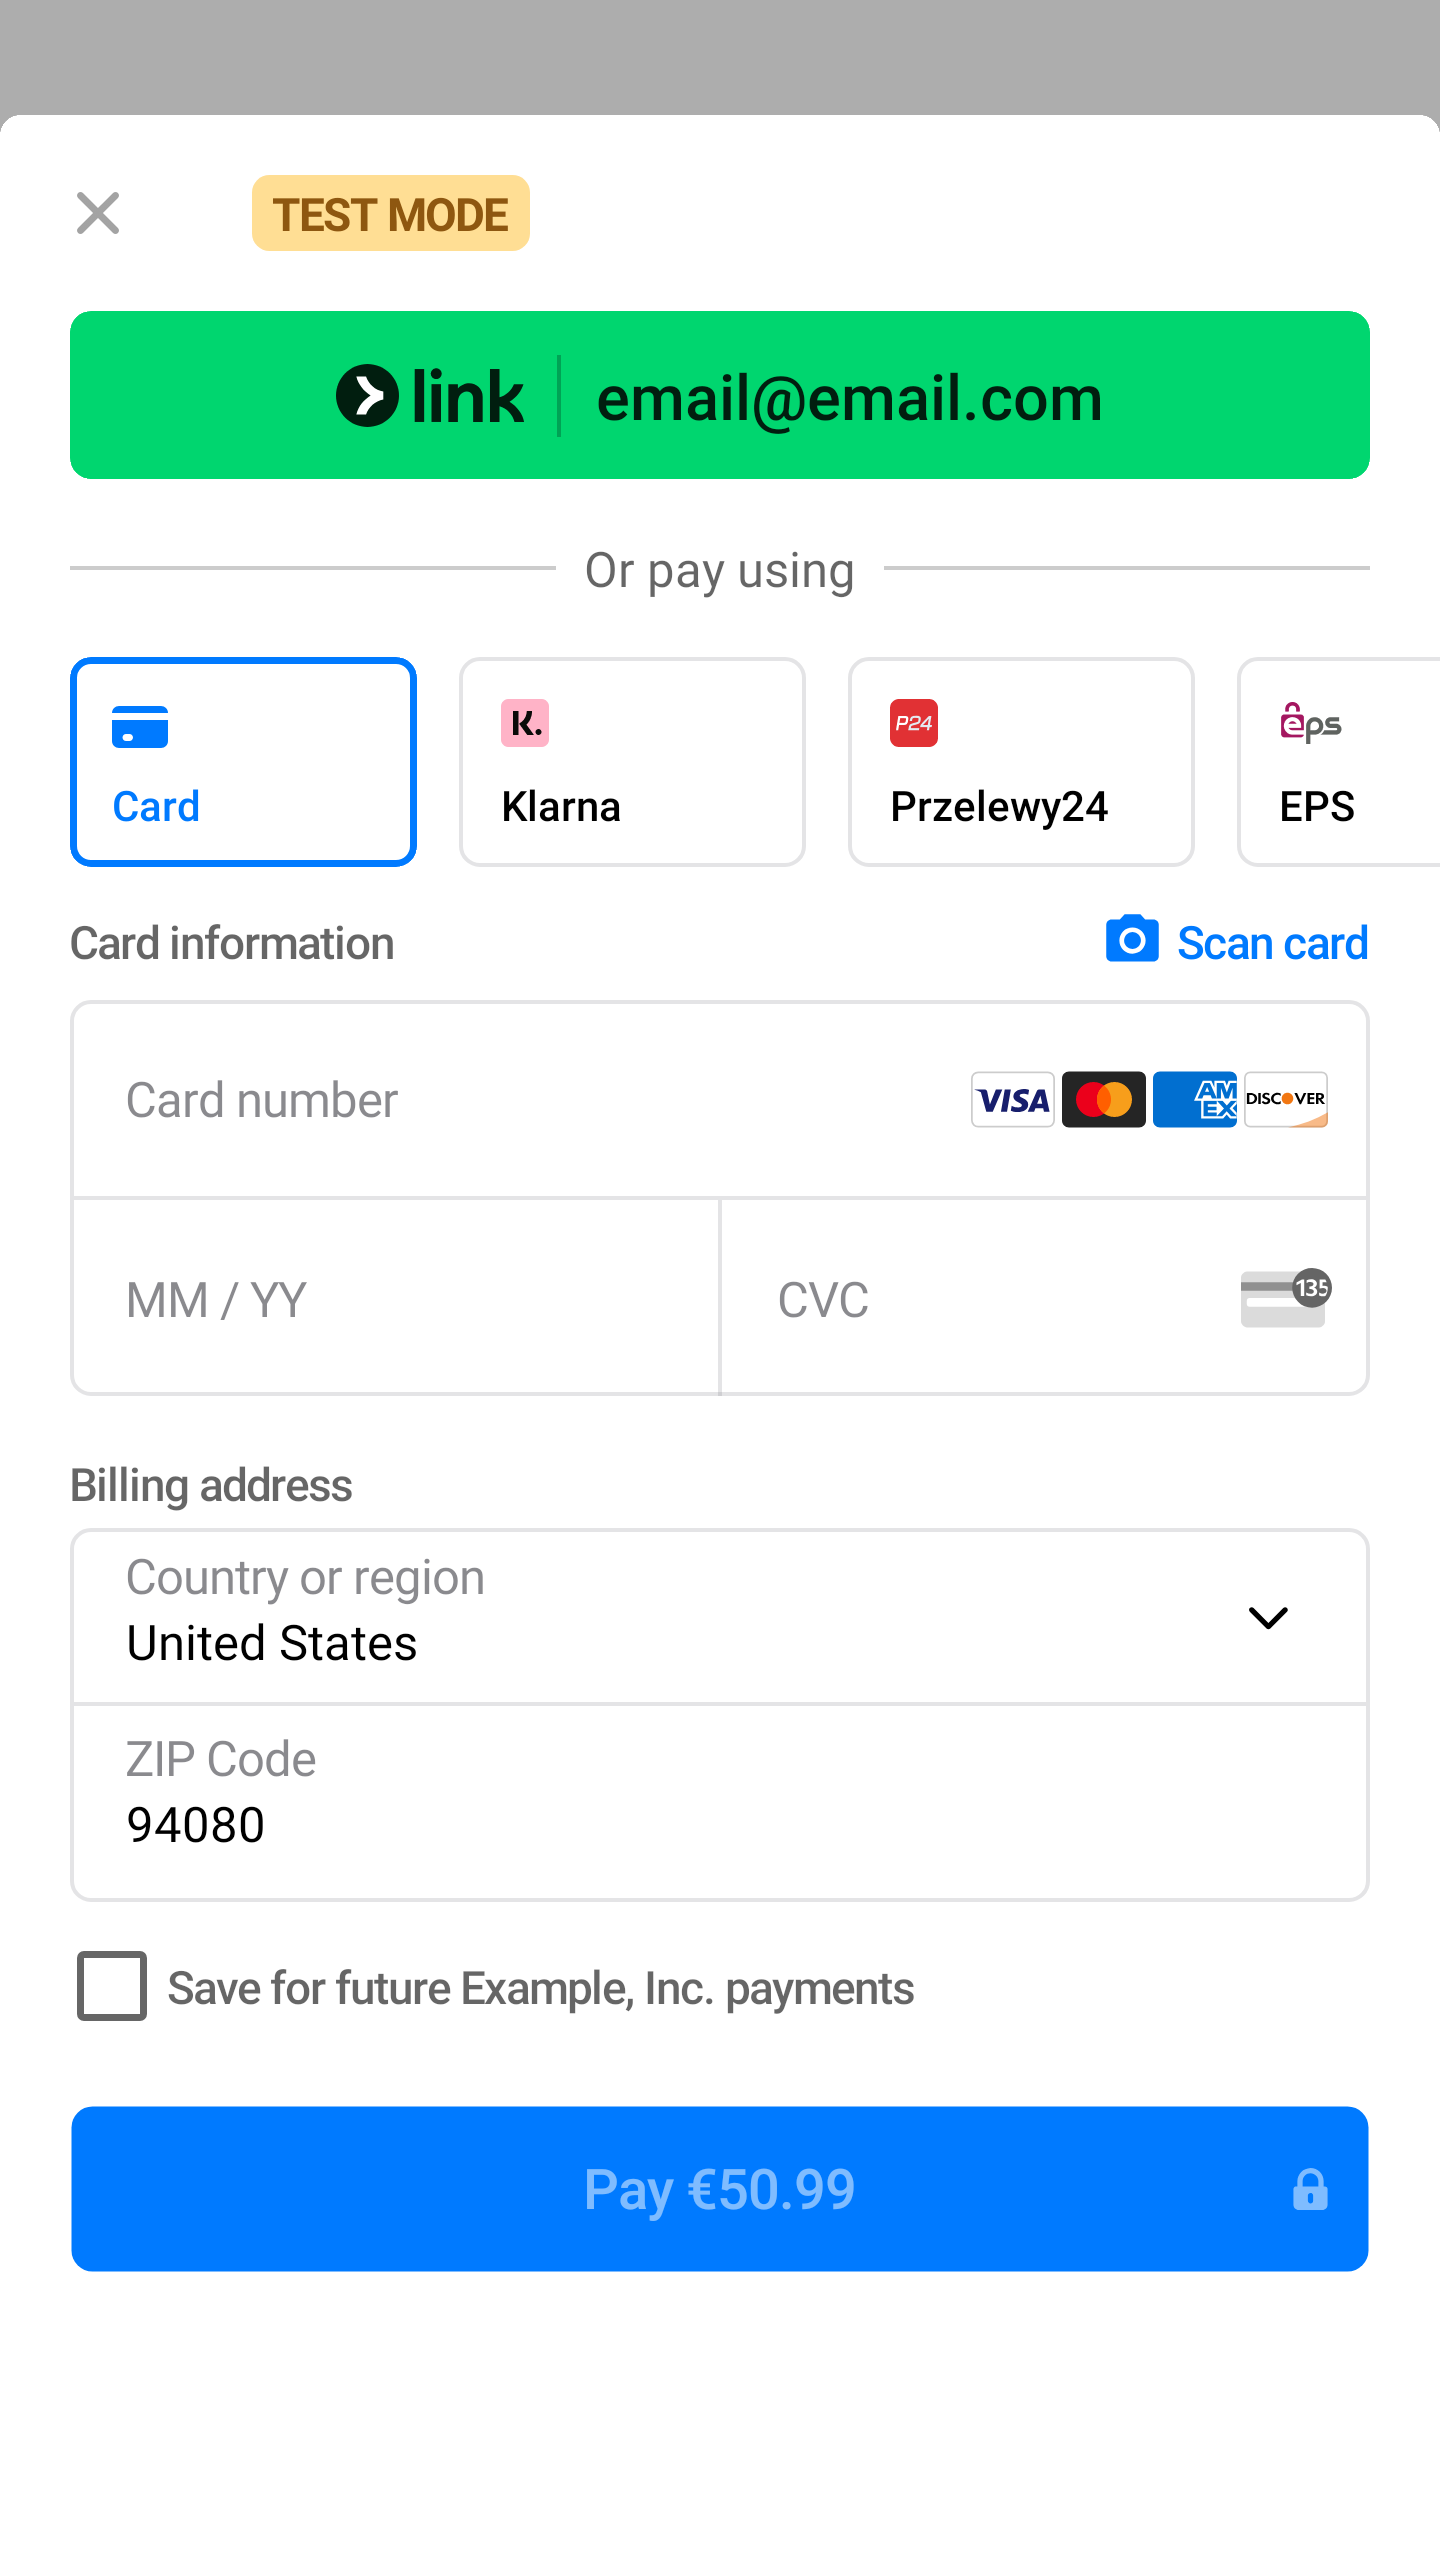 TEST MODE
link | email@email.com
Or pay using
K. P24 eps
Card Klarna Przelewy24 EPS
Card information Scan card
Card number VISA AMEX DISCOVER
MM / YY CVC 135
Billing address
Country or region
United States
ZIP Code
94080
Save for future Example, Inc. payments
Pay €50.99